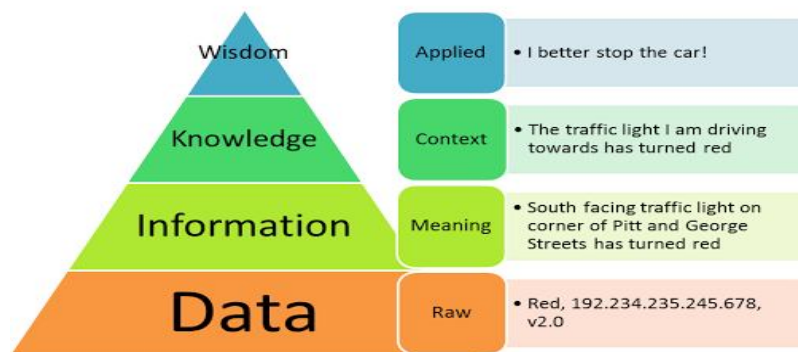 Wisdom
Applied
• I better stop the car!
Knowledge
Context
• The traffic light I am driving
towards has turned red
Information
Meaning
• South facing traffic light on
corner of Pitt and George
Streets has turned red
Data
Raw
• Red, 192.234.235.245.678,
v2.0